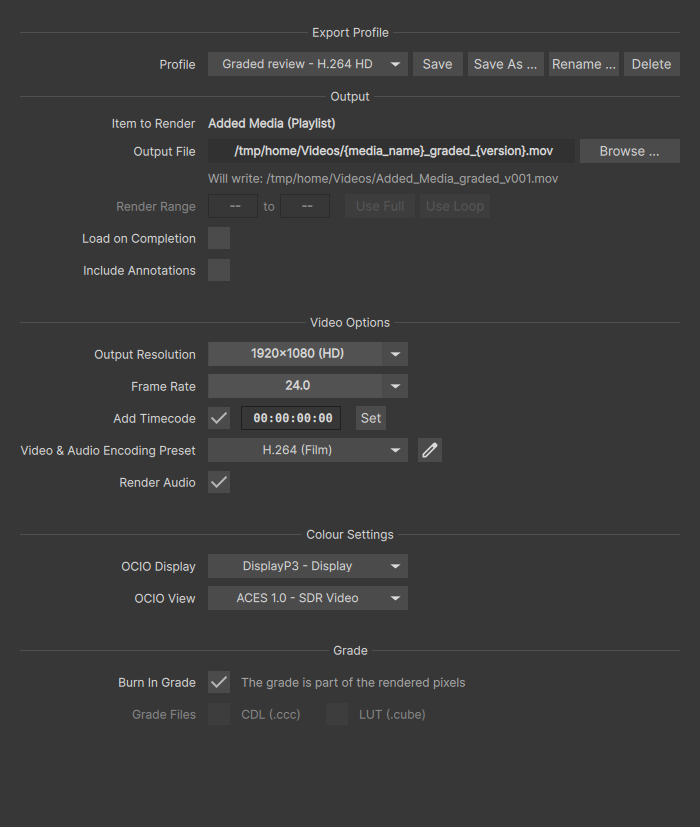 Export Profile
Profile Graded review - H.264 HD Save Save As ... Rename ... Delete
Output
Item to Render Added Media (Playlist)
Output File /tmp/home/Videos/{media_name}_graded_{version}.mov Browse ...
Will write: /tmp/home/Videos/Added_Media_graded_v001.mov
Render Range -- to -- Use Full Use Loop
Load on Completion
Include Annotations
Video Options
Output Resolution 1920×1080 (HD)
Frame Rate 24.0
Add Timecode 00:00:00:00 Set
Video & Audio Encoding Preset H.264 (Film)
Render Audio
Colour Settings
OCIO Display DisplayP3 - Display
OCIO View ACES 1.0 - SDR Video
Grade
Burn In Grade The grade is part of the rendered pixels
Grade Files CDL (.ccc) LUT (.cube)